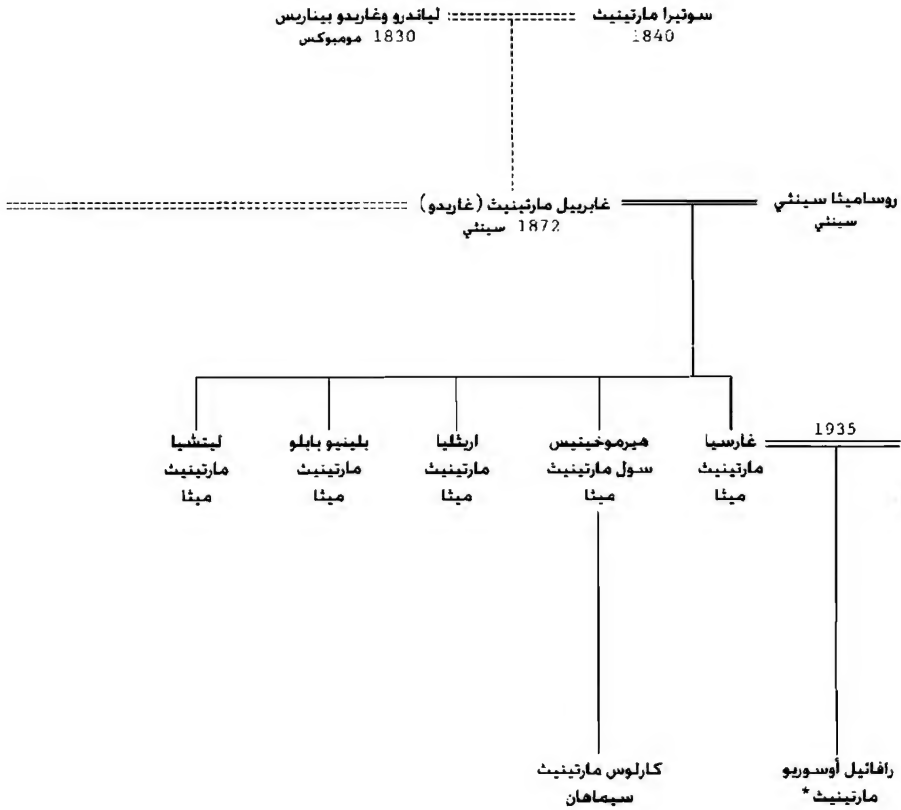 سوتيرا مارتينيث
1840
لياندرو وغاريدو بيناريس
1830 مومبوكس
روساميثا سينثي
سينثي
غابرييل مارتينيث (غاريدو)
1872 سينثي
1935
غارسيا
مارتينيث
ميثا
هيرموخينيس
سول مارتينيث
ميثا
اريثليا
مارتينيث
ميثا
بلينيو بابلو
مارتينيث
ميثا
ليتشيا
مارتينيث
ميثا
رافائيل أوسوريو
مارتينيث*
كارلوس مارتينيث
سيماهان